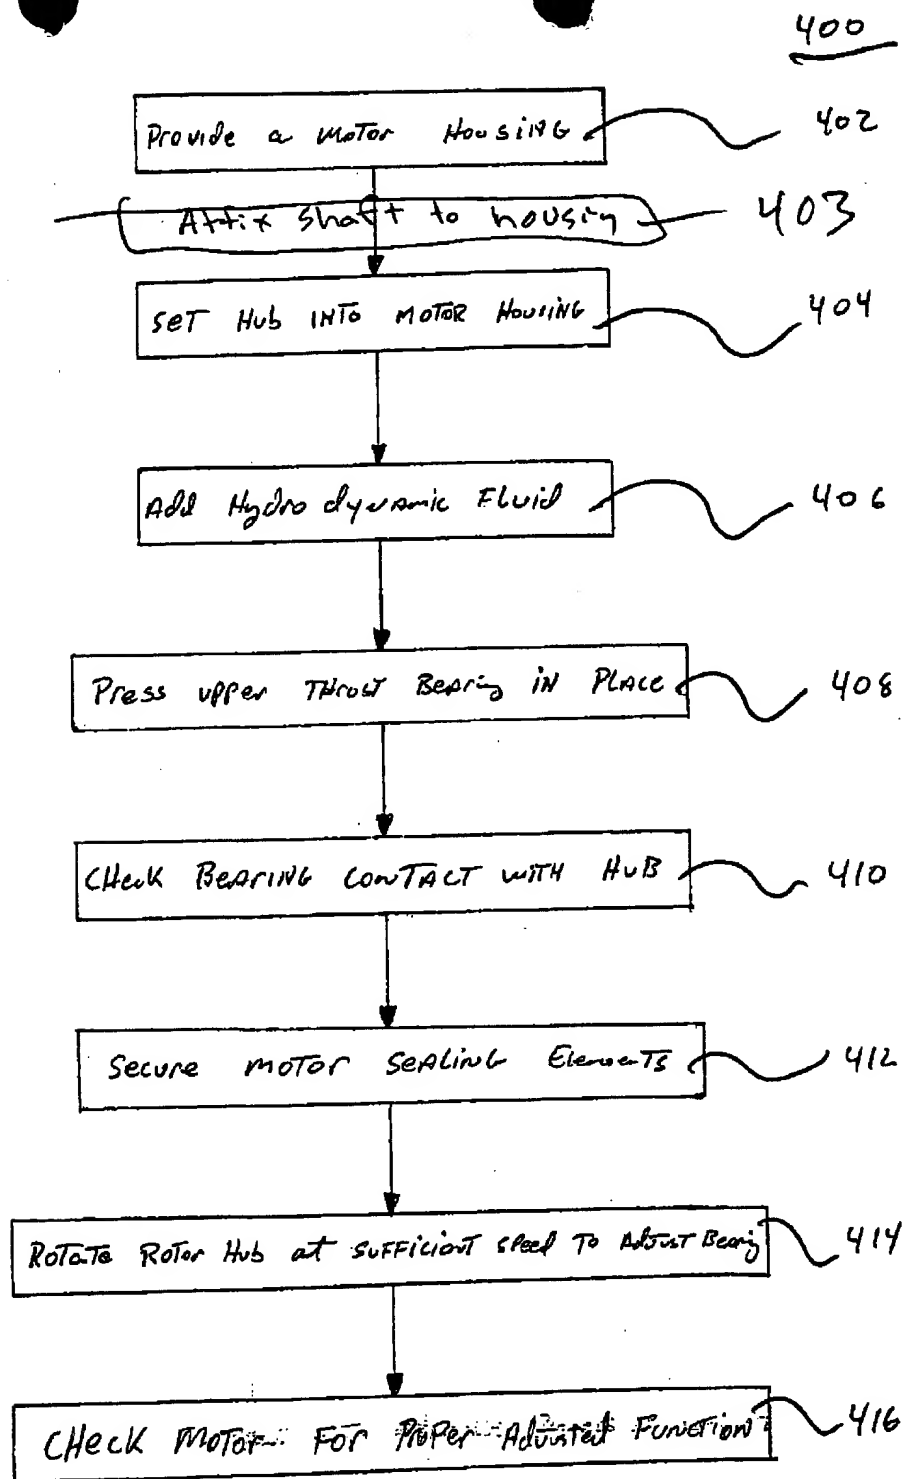 400
Provide a Motor Housing 402
Affix shaft to housin 403
Set Hub into Motor Housing 404
Add Hydrodynamic Fluid 406
Press upper Thrust Bearing in Place 408
Check Bearing contact with Hub 410
Secure Motor Sealing Elements 412
Rotate Rotor Hub at sufficient speed to Adjust Bearing 414
Check Motor For Proper Adjusted Function 416